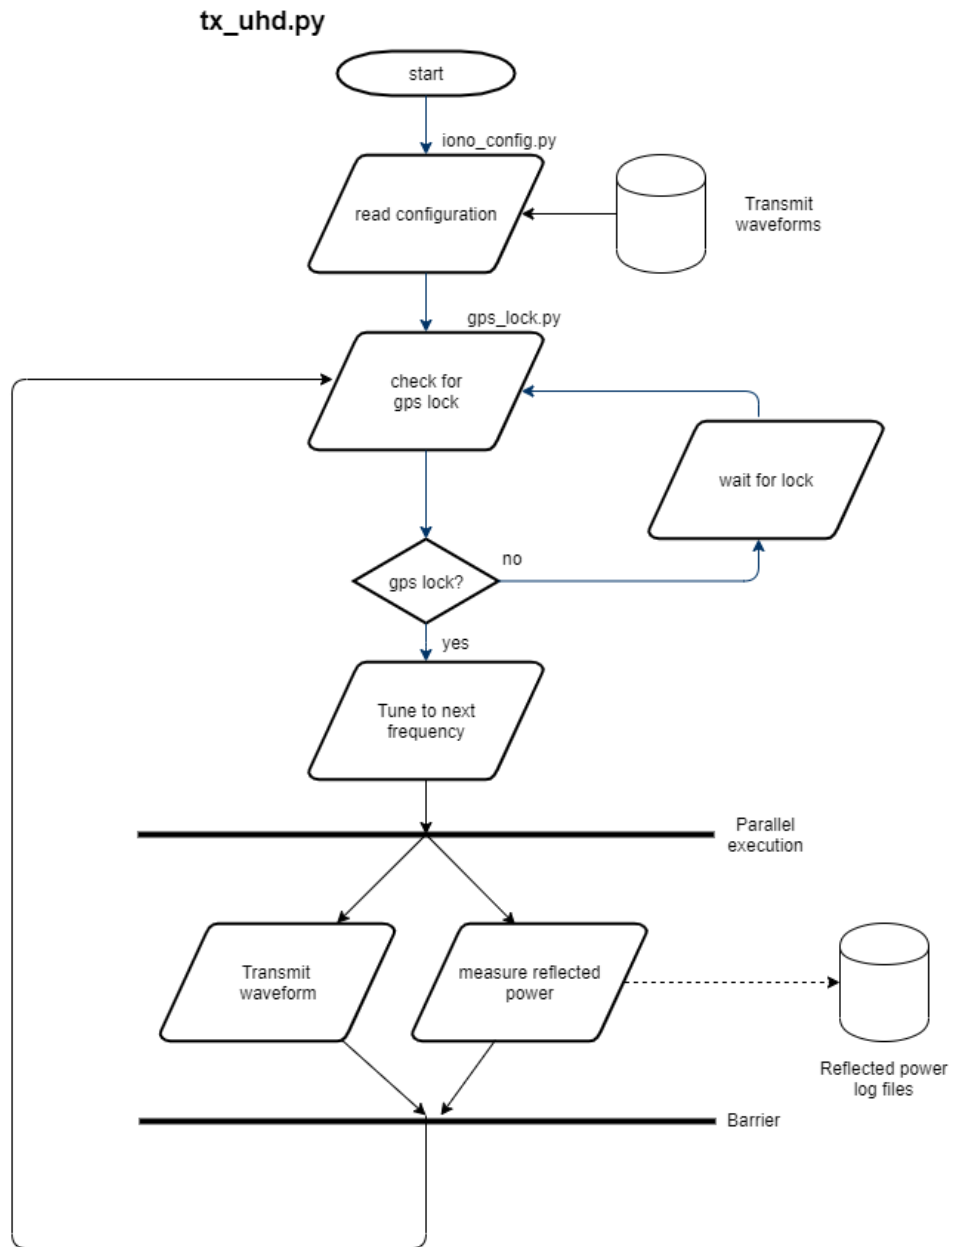 tx_uhd.py
start
iono_config.py
read configuration
Transmit
waveforms
gps_lock.py
check for
gps lock
wait for lock
gps lock?
no
yes
Tune to next
frequency
Parallel
execution
Transmit
waveform
measure reflected
power
Reflected power
log files
Barrier